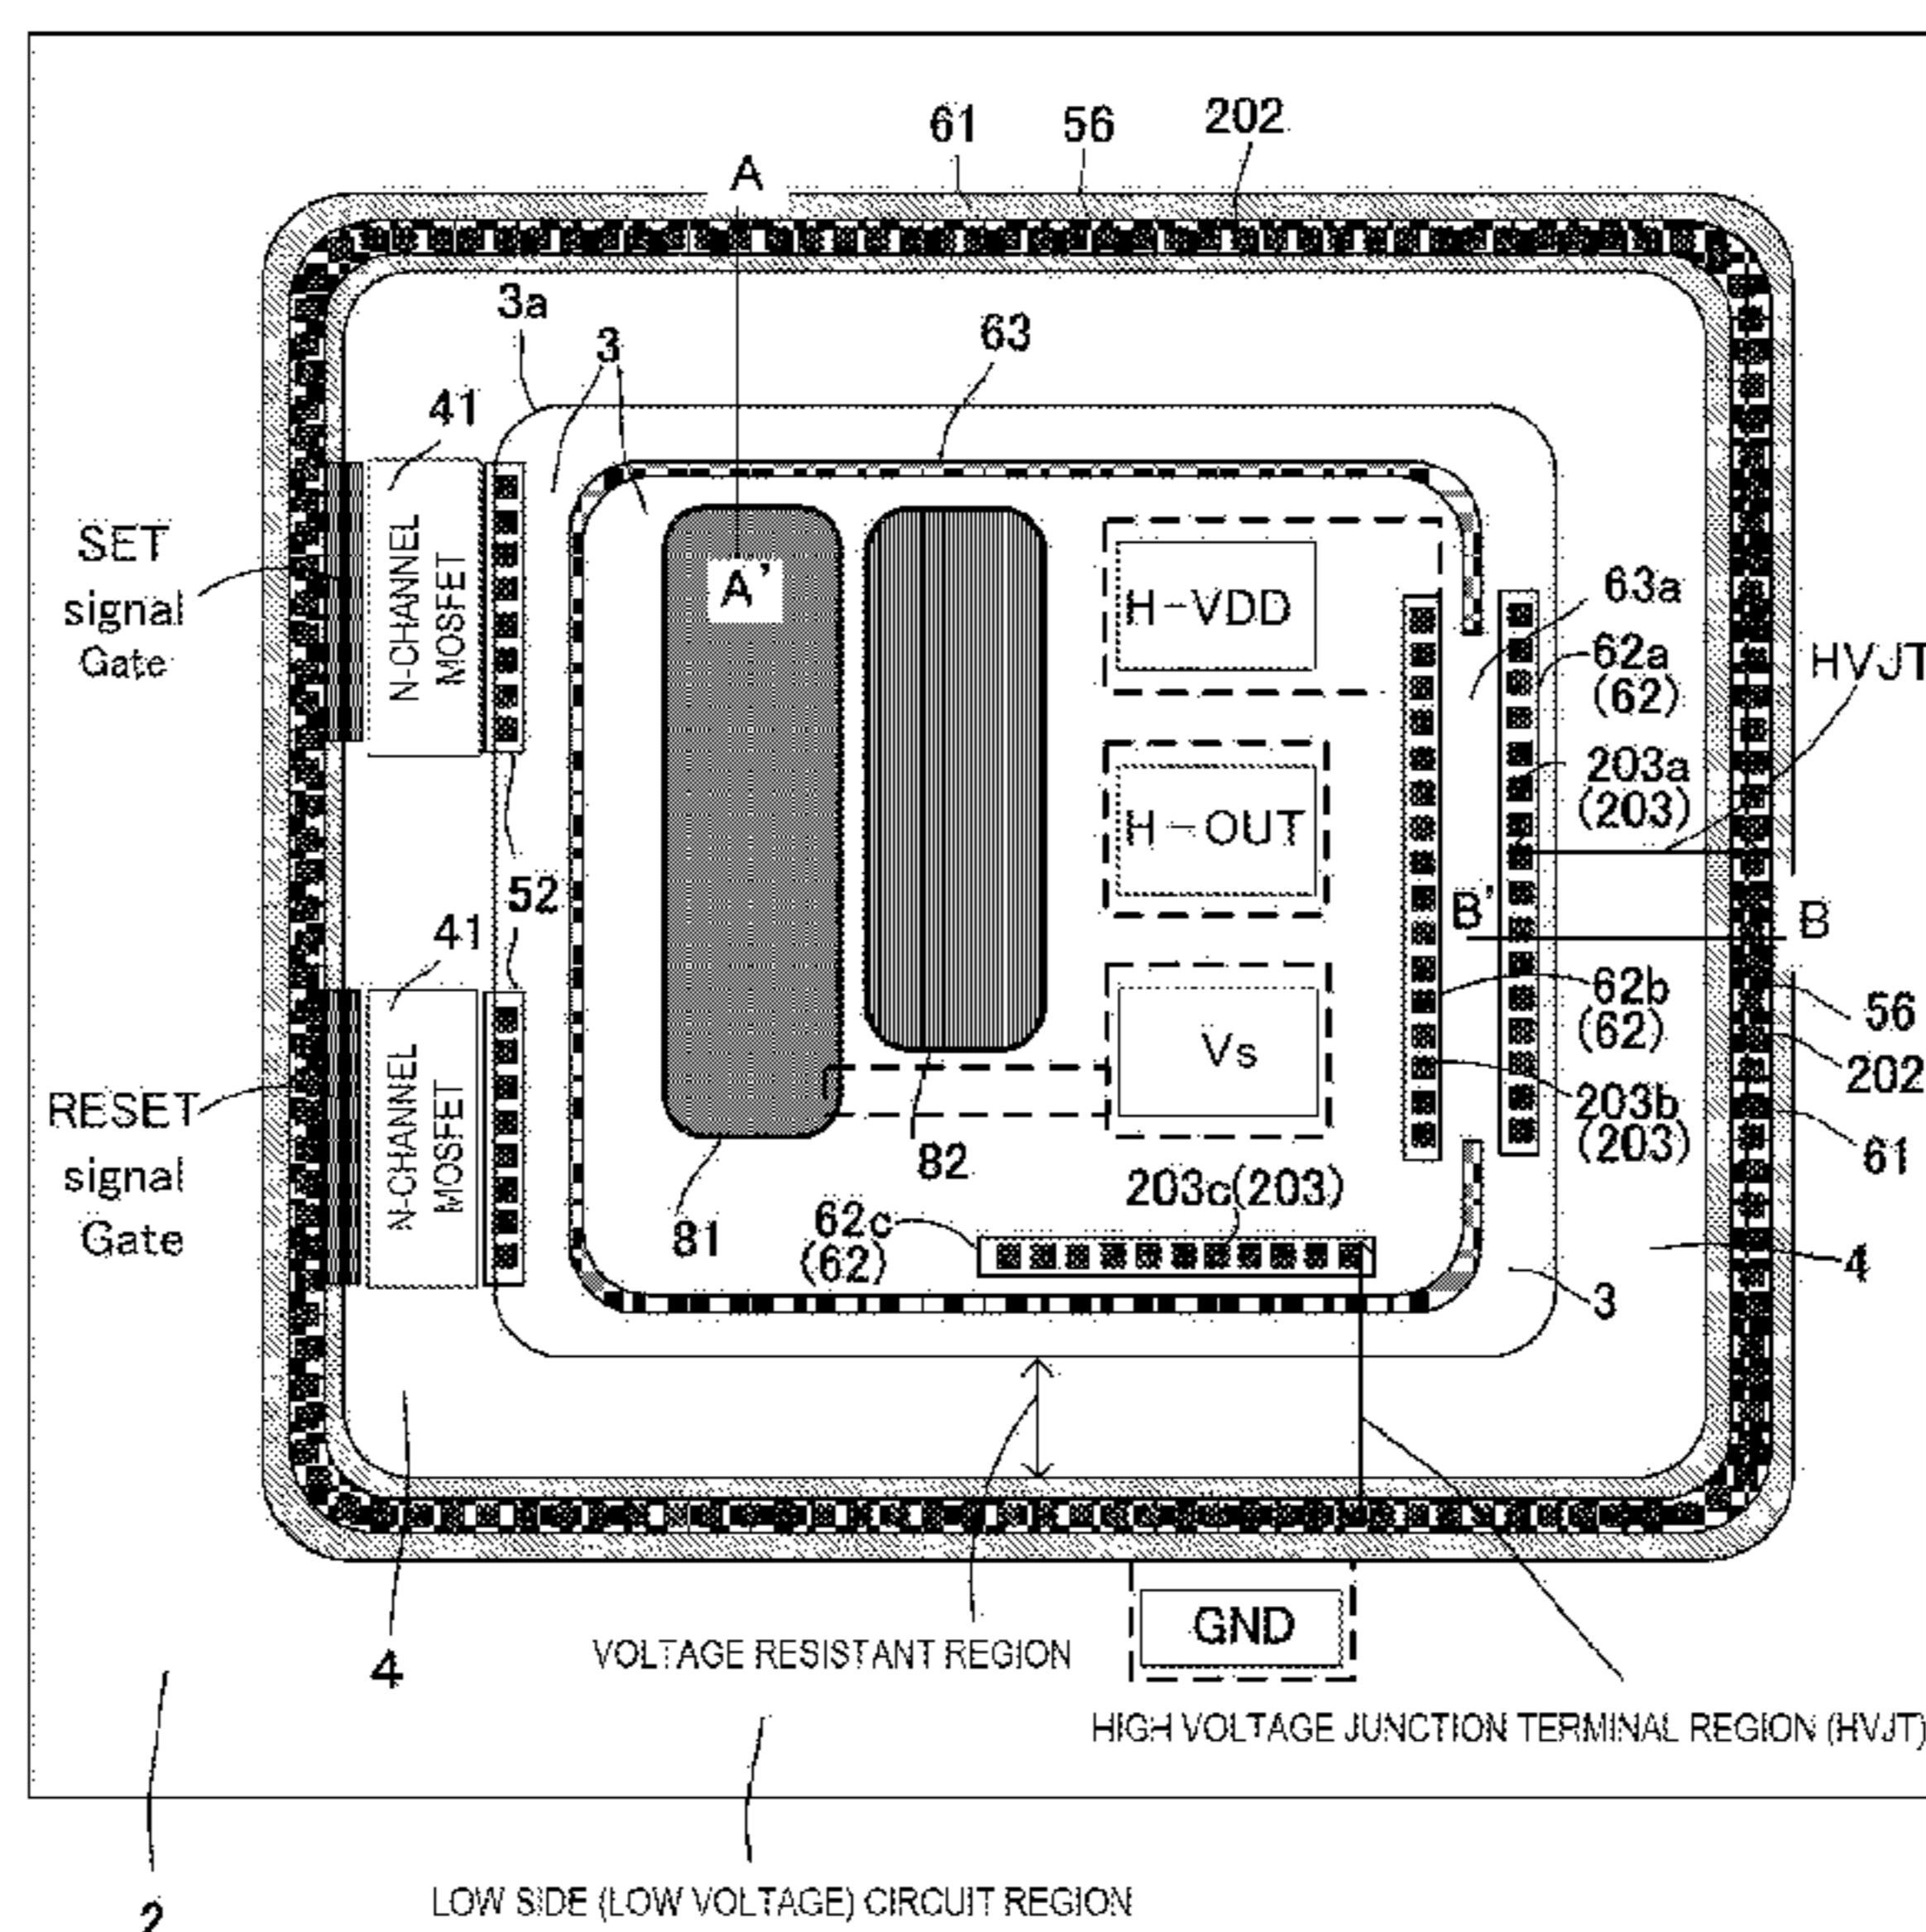 61 56 202
A
3a
3
63
41
SET
signal
Gate
N-CHANNEL
MOSFET
A'
H-VDD
63a
62a
(62)
HVJT
203a
(203)
H-OUT
52
41
B'
B
62b
(62)
56
202
Vs
RESET
signal
Gate
N-CHANNEL
MOSFET
203b
(203)
61
82
203c(203)
81
62c
(62)
4
3
4
VOLTAGE RESISTANT REGION
GND
HIGH VOLTAGE JUNCTION TERMINAL REGION (HVJT)
2
LOW SIDE (LOW VOLTAGE) CIRCUIT REGION